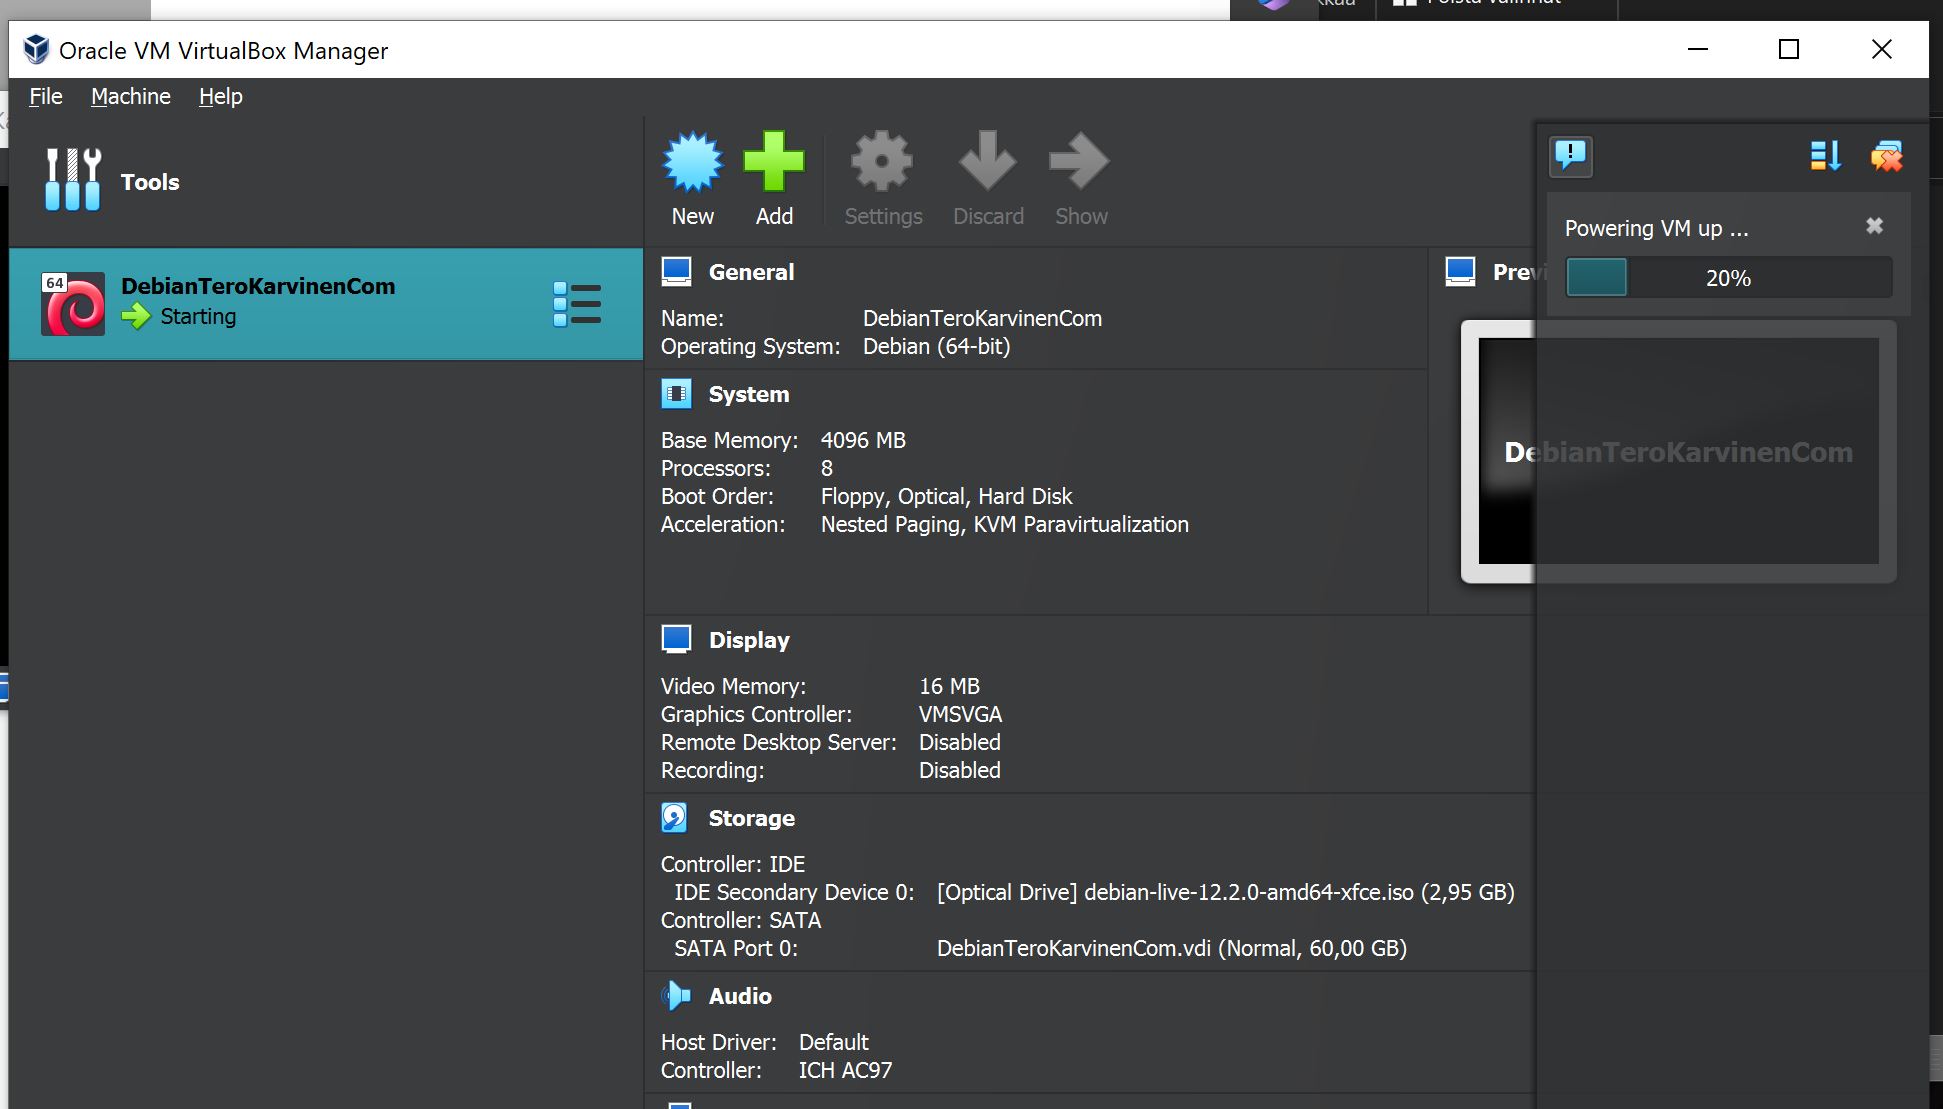 Oracle VM VirtualBox Manager
File Machine Help
Tools
New Add Settings Discard Show
64
DebianTeroKarvinenCom
Starting
General
Name: DebianTeroKarvinenCom
Operating System: Debian (64-bit)
System
Base Memory: 4096 MB
Processors: 8
Boot Order: Floppy, Optical, Hard Disk
Acceleration: Nested Paging, KVM Paravirtualization
Previ
Powering VM up ...
20%
DebianTeroKarvinenCom
Display
Video Memory: 16 MB
Graphics Controller: VMSVGA
Remote Desktop Server: Disabled
Recording: Disabled
Storage
Controller: IDE
IDE Secondary Device 0: [Optical Drive] debian-live-12.2.0-amd64-xfce.iso (2,95 GB)
Controller: SATA
SATA Port 0: DebianTeroKarvinenCom.vdi (Normal, 60,00 GB)
Audio
Host Driver: Default
Controller: ICH AC97